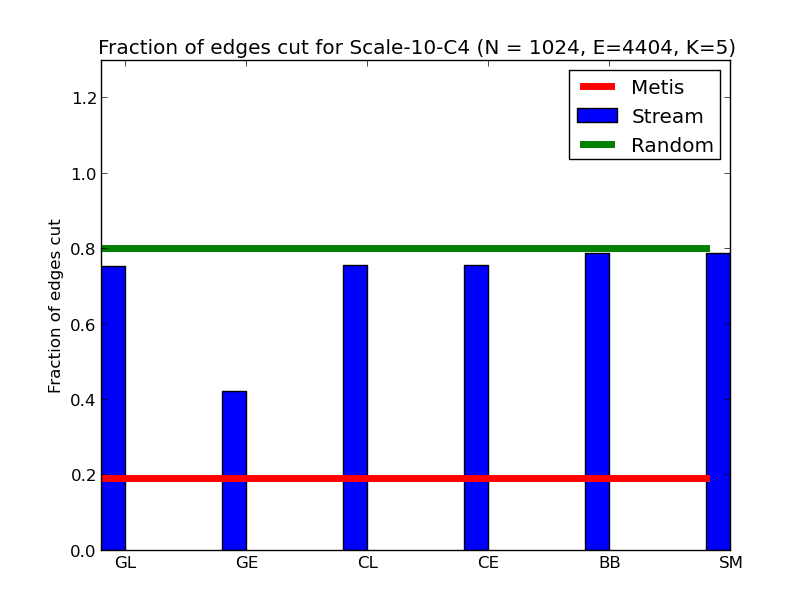 Fraction of edges cut for Scale-10-C4 (N = 1024, E=4404, K=5)
Metis
Stream
Random
Fraction of edges cut
1.2
1.0
0.8
0.6
0.4
0.2
0.0
GL GE CL CE BB SM